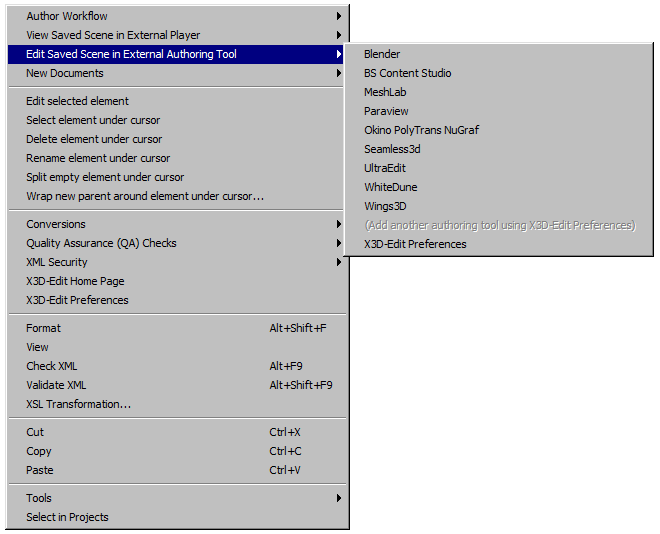 Author Workflow
View Saved Scene in External Player
Edit Saved Scene in External Authoring Tool
New Documents
Edit selected element
Select element under cursor
Delete element under cursor
Rename element under cursor
Split empty element under cursor
Wrap new parent around element under cursor...
Conversions
Quality Assurance (QA) Checks
XML Security
X3D-Edit Home Page
X3D-Edit Preferences
Format Alt+Shift+F
View
Check XML Alt+F9
Validate XML Alt+Shift+F9
XSL Transformation...
Cut Ctrl+X
Copy Ctrl+C
Paste Ctrl+V
Tools
Select in Projects
Blender
BS Content Studio
MeshLab
Paraview
Okino PolyTrans NuGraf
Seamless3d
UltraEdit
WhiteDune
Wings3D
(Add another authoring tool using X3D-Edit Preferences)
X3D-Edit Preferences